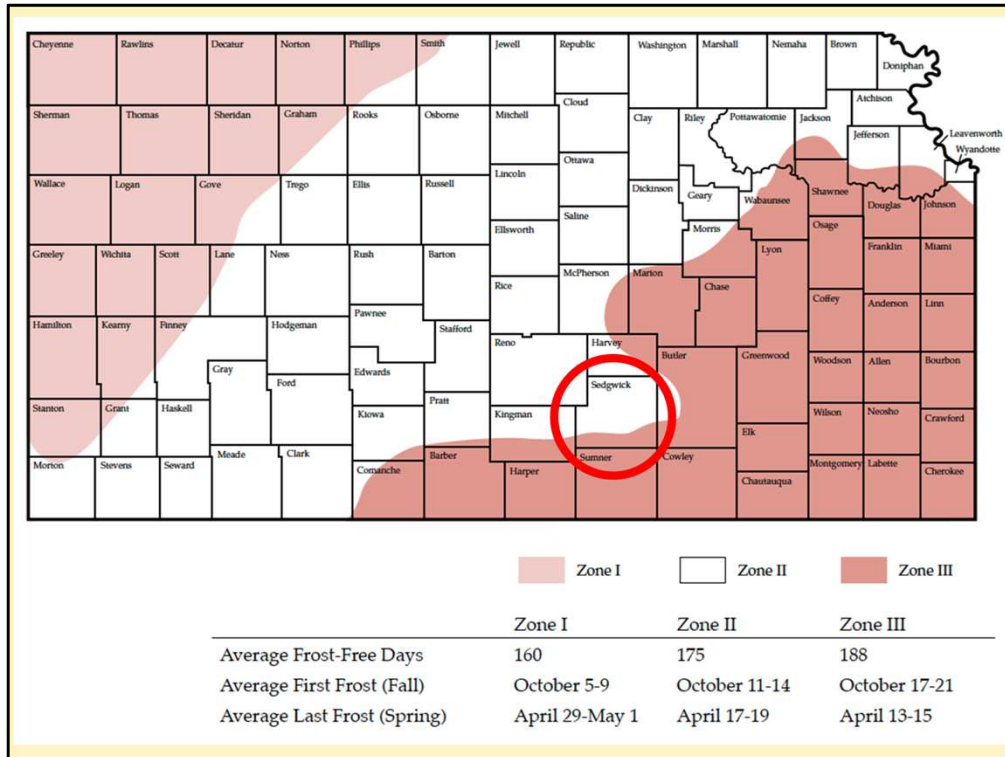 Cheyenne Rawlins Decatur Norton Phillips Smith Jewell Republic Washington Marshall Nemaha Brown
Doniphan
Atchison
Cloud
Sherman Thomas Sheridan Graham Rooks Osborne Mitchell Clay Riley Pottawatomie Jackson
Jefferson Leavenworth
Wyandotte
Ottawa
Lincoln
Wallace Logan Gove Trego Ellis Russell Dickinson Geary Wabaunsee Shawnee
Douglas Johnson
Saline Morris Osage
Ellsworth
Greeley Wichita Scott Lane Ness Rush Barton Lyon Franklin Miami
McPherson Marion
Rice Chase
Coffey Anderson Linn
Pawnee
Hamilton Kearny Finney Hodgeman Stafford
Reno Harvey
Butler Greenwood Woodson Allen Bourbon
Gray Edwards Sedgwick
Ford
Stanton Grant Haskell Kiowa Pratt Kingman Wilson Neosho
Crawford
Elk
Meade Clark Barber Sumner Cowley
Morton Stevens Seward Comanche Harper Montgomery Labette
Cherokee
Chautauqua
Zone I Zone II Zone III
Zone I Zone II Zone III
Average Frost-Free Days 160 175 188
Average First Frost (Fall) October 5-9 October 11-14 October 17-21
Average Last Frost (Spring) April 29-May 1 April 17-19 April 13-15